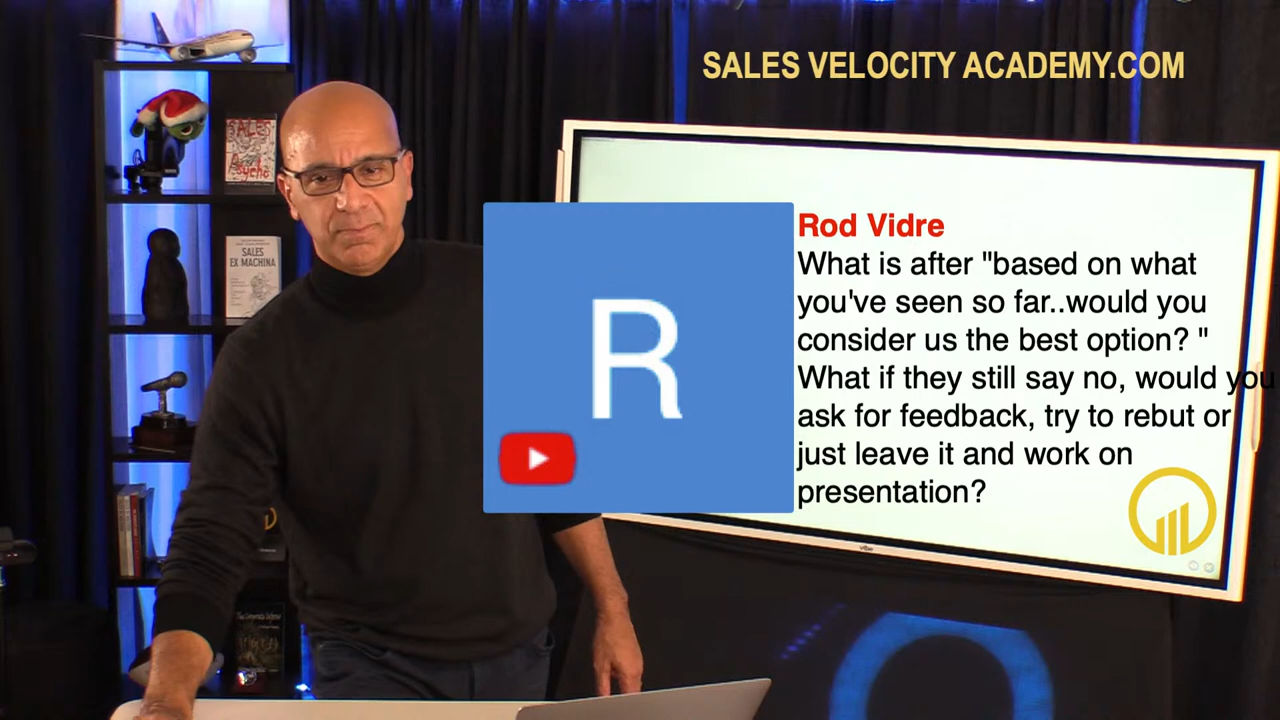 SALES VELOCITY ACADEMY.COM
SALES
Psycho
SALES
EX MACHINA
Rod Vidre
What is after "based on what
you've seen so far..would you
consider us the best option? "
What if they still say no, would you
ask for feedback, try to rebut or
just leave it and work on
presentation?
R
vibe